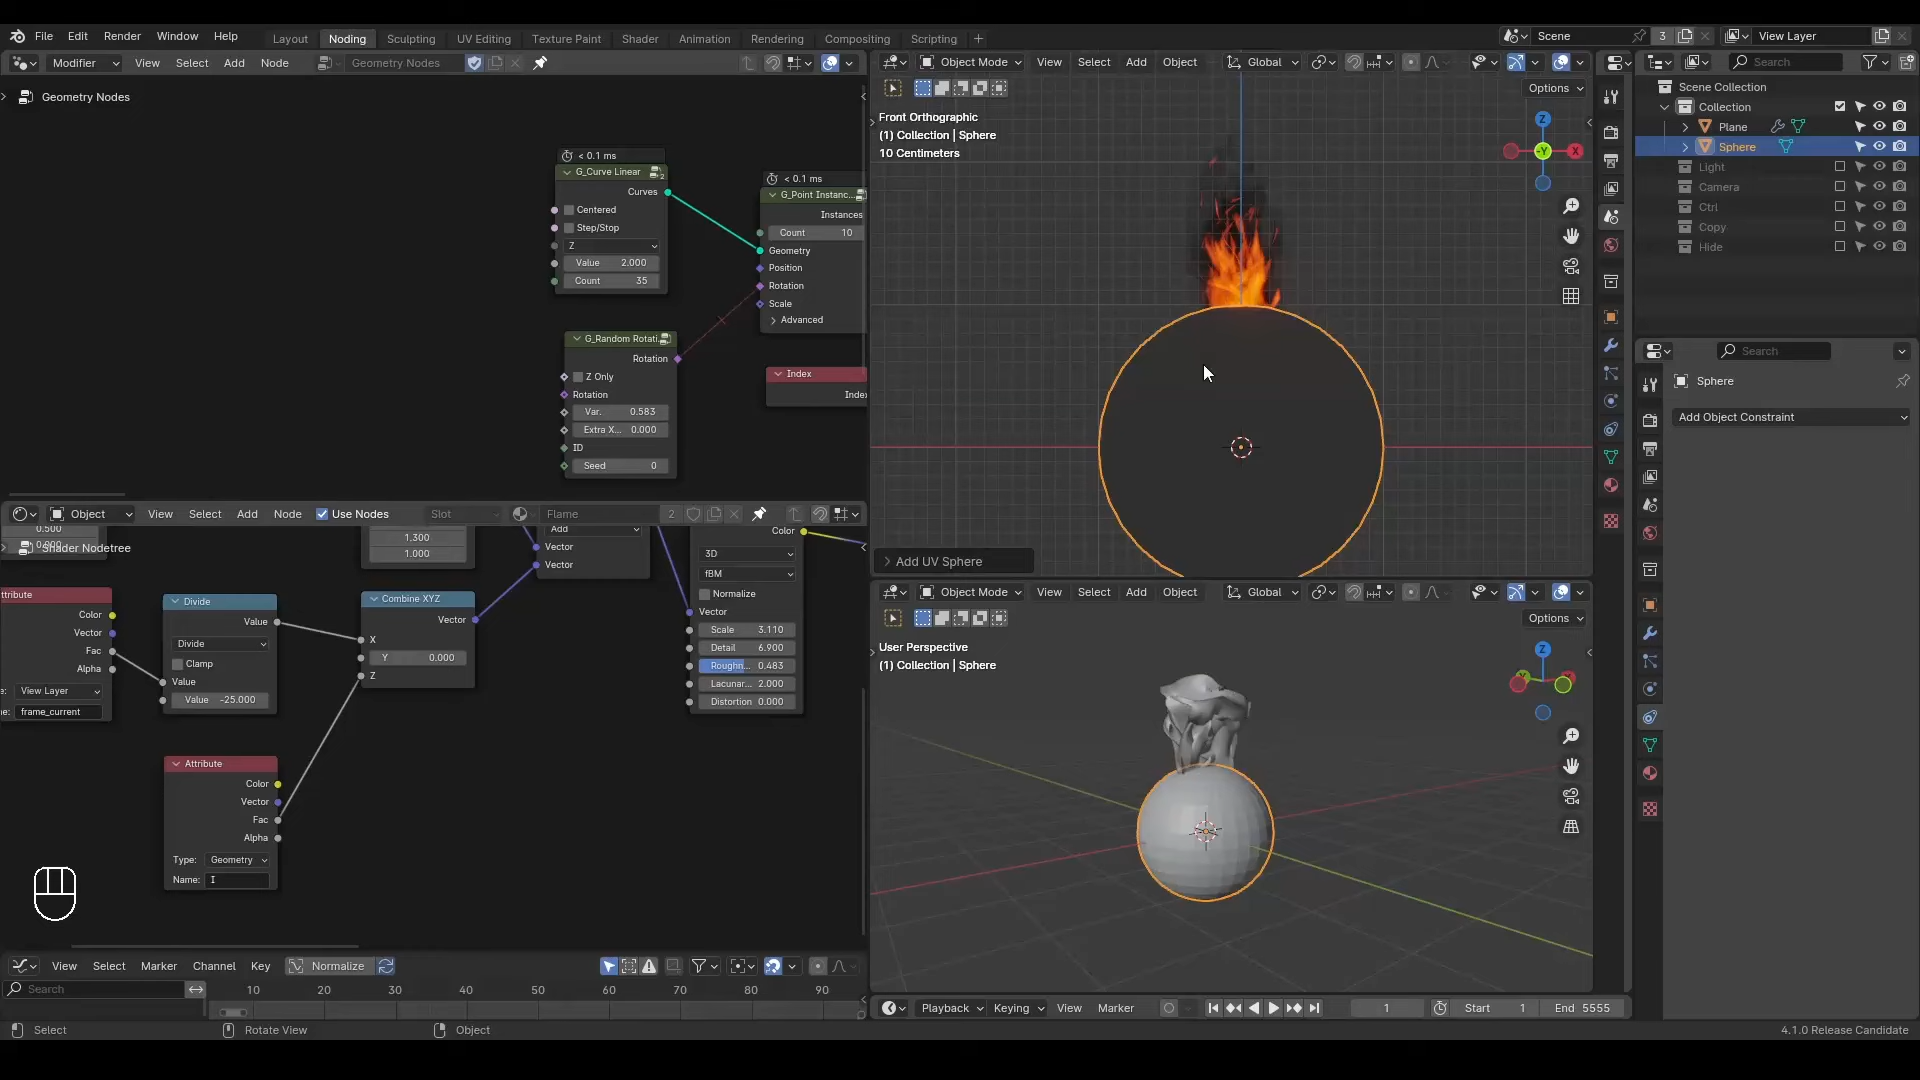 File Edit Render Window Help
Layout Noding Sculpting UV Editing Texture Paint Shader Animation Rendering Compositing Scripting +
Scene 3 View Layer
Modifier View Select Add Node Geometry Nodes
Geometry Nodes
< 0.1 ms
G_Curve Linear 2
Curves
Centered
Step/Stop
Z
Value 2.000
Count 35
G_Random Rotati
Rotation
Z Only
Rotation
Var. 0.583
Extra X... 0.000
ID
Seed 0
< 0.1 ms
G_Point Instanc...
Instances
Count 10
Geometry
Position
Rotation
Scale
Advanced
Index
Inde
Object Mode View Select Add Object Global
Options
Front Orthographic
(1) Collection | Sphere
10 Centimeters
Z
-Y
X
Add UV Sphere
Search
Scene Collection
Collection
Plane
Sphere
Light
Camera
Ctrl
Copy
Hide
Search
Sphere
Add Object Constraint
Object View Select Add Node Use Nodes Slot Flame 2
Shader Nodetree
ttribute
Color
Vector
Fac
Alpha
e: View Layer
e: frame_current
Divide
Value
Divide
Clamp
Value
Value -25.000
Attribute
Color
Vector
Fac
Alpha
Type: Geometry
Name: I
1.300
1.000
Combine XYZ
Vector
X
Y 0.000
Z
Add
Vector
Vector
Color
3D
fBM
Normalize
Vector
Scale 3.110
Detail 6.900
Roughn... 0.483
Lacunar... 2.000
Distortion 0.000
Object Mode View Select Add Object Global
Options
User Perspective
(1) Collection | Sphere
Z
View Select Marker Channel Key Normalize
Search
10 20 30 40 50 60 70 80 90
Playback Keying View Marker 1 Start 1 End 5555
Select Rotate View Object
4.1.0 Release Candidate